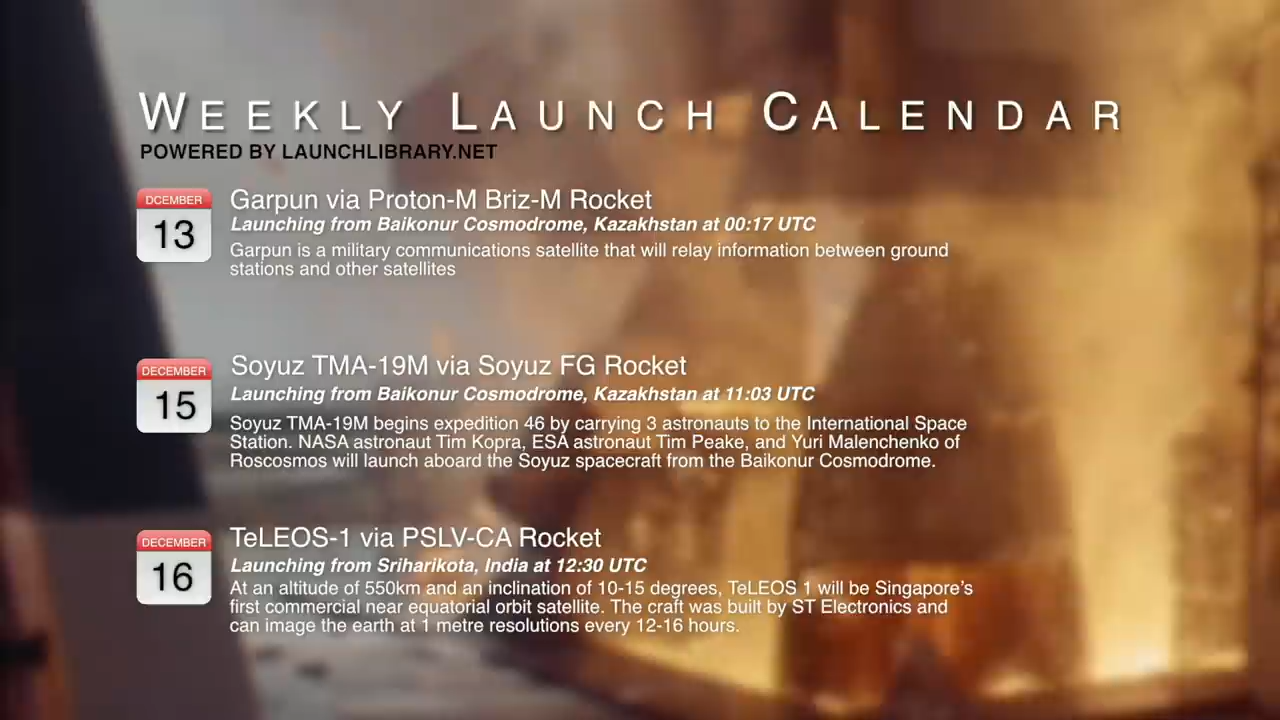 WEEKLY LAUNCH CALENDAR
POWERED BY LAUNCHLIBRARY.NET
DCEMBER
13
Garpun via Proton-M Briz-M Rocket
Launching from Baikonur Cosmodrome, Kazakhstan at 00:17 UTC
Garpun is a military communications satellite that will relay information between ground
stations and other satellites
DECEMBER
15
Soyuz TMA-19M via Soyuz FG Rocket
Launching from Baikonur Cosmodrome, Kazakhstan at 11:03 UTC
Soyuz TMA-19M begins expedition 46 by carrying 3 astronauts to the International Space
Station. NASA astronaut Tim Kopra, ESA astronaut Tim Peake, and Yuri Malenchenko of
Roscosmos will launch aboard the Soyuz spacecraft from the Baikonur Cosmodrome.
DECEMBER
16
TeLEOS-1 via PSLV-CA Rocket
Launching from Sriharikota, India at 12:30 UTC
At an altitude of 550km and an inclination of 10-15 degrees, TeLEOS 1 will be Singapore's
first commercial near equatorial orbit satellite. The craft was built by ST Electronics and
can image the earth at 1 metre resolutions every 12-16 hours.